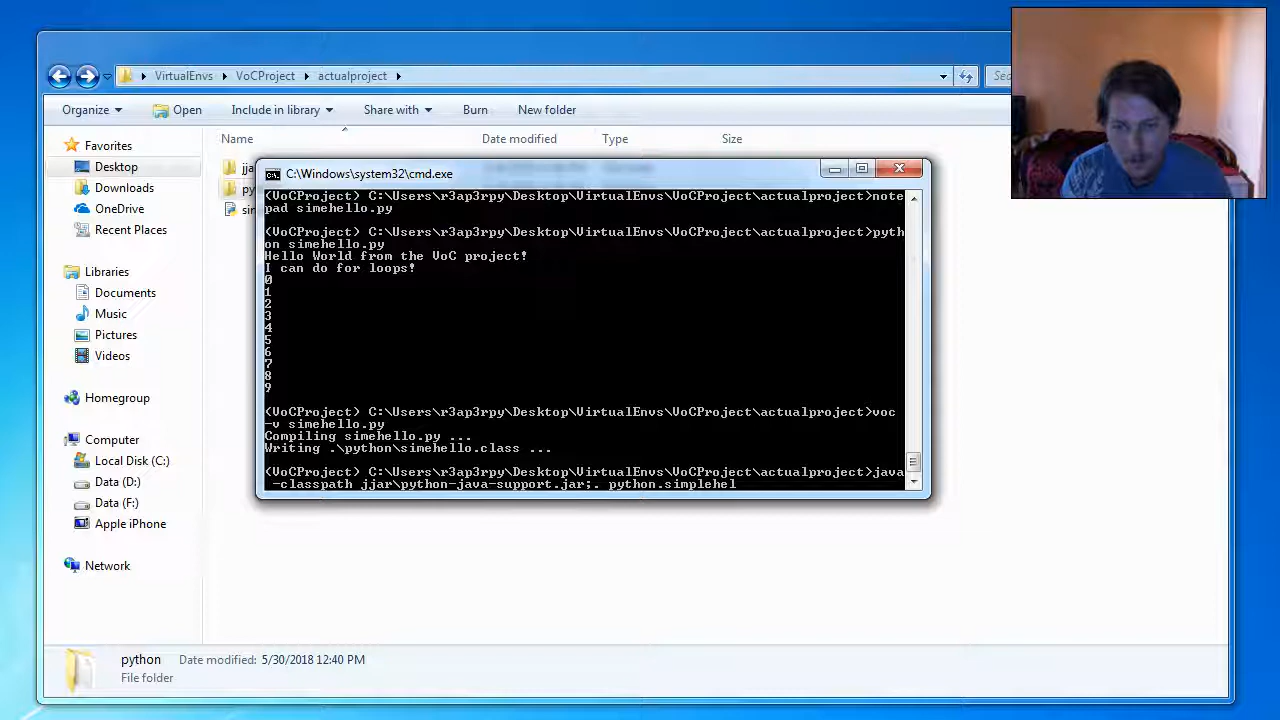 VirtualEnvs VoCProject actualproject
Organize Open Include in library Share with Burn New folder
Favorites
Desktop
Downloads
OneDrive
Recent Places
Libraries
Documents
Music
Pictures
Videos
Homegroup
Computer
Local Disk (C:)
Data (D:)
Data (F:)
Apple iPhone
Network
Name Date modified Type Size
C:\Windows\system32\cmd.exe
(VoCProject) C:\Users\r3ap3rpy\Desktop\VirtualEnvs\VoCProject\actualproject>note
pad simehello.py
(VoCProject) C:\Users\r3ap3rpy\Desktop\VirtualEnvs\VoCProject\actualproject>pyth
on simehello.py
Hello World from the VoC project!
I can do for loops!
0
1
2
3
4
5
6
7
8
9
(VoCProject) C:\Users\r3ap3rpy\Desktop\VirtualEnvs\VoCProject\actualproject>voc
-v simehello.py
Compiling simehello.py ...
Writing .\python\simehello.class ...
(VoCProject) C:\Users\r3ap3rpy\Desktop\VirtualEnvs\VoCProject\actualproject>java
-classpath jjar\python-java-support.jar;. python.simplehel
python Date modified: 5/30/2018 12:40 PM
File folder